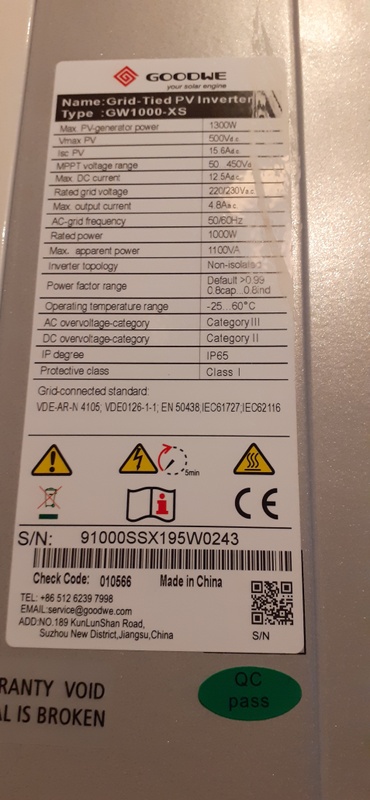 GOODWE
your solar engine
Name:Grid-Tied PV Inverter
Type :GW1000-XS
Max. PV-generator power 1300W
Vmax PV 500Vd.c.
Isc PV 15.6Ad.c.
MPPT voltage range 50...450Vd.
Max. DC current 12.5Ad.c.
Rated grid voltage 220/230Va.c.
Max. output current 4.8Aa.c.
AC-grid frequency 50/60Hz
Rated power 1000W
Max. apparent power 1100VA
Inverter topology Non-isolated
Power factor range Default >0.99
0.8cap...0.8ind
Operating temperature range -25...60°C
AC overvoltage-category Category III
DC overvoltage-category Category II
IP degree IP65
Protective class Class I
Grid-connected standard:
VDE-AR-N 4105; VDE0126-1-1; EN 50438;IEC61727;IEC62116
5min
CE
S/N: 91000SSX195W0243
Check Code: 010566 Made in China
TEL: +86 512 6239 7998
EMAIL:service@goodwe.com
ADD:NO.189 KunLunShan Road,
Suzhou New District,Jiangsu,China
S/N
RANTY VOID
AL IS BROKEN
QC
pass